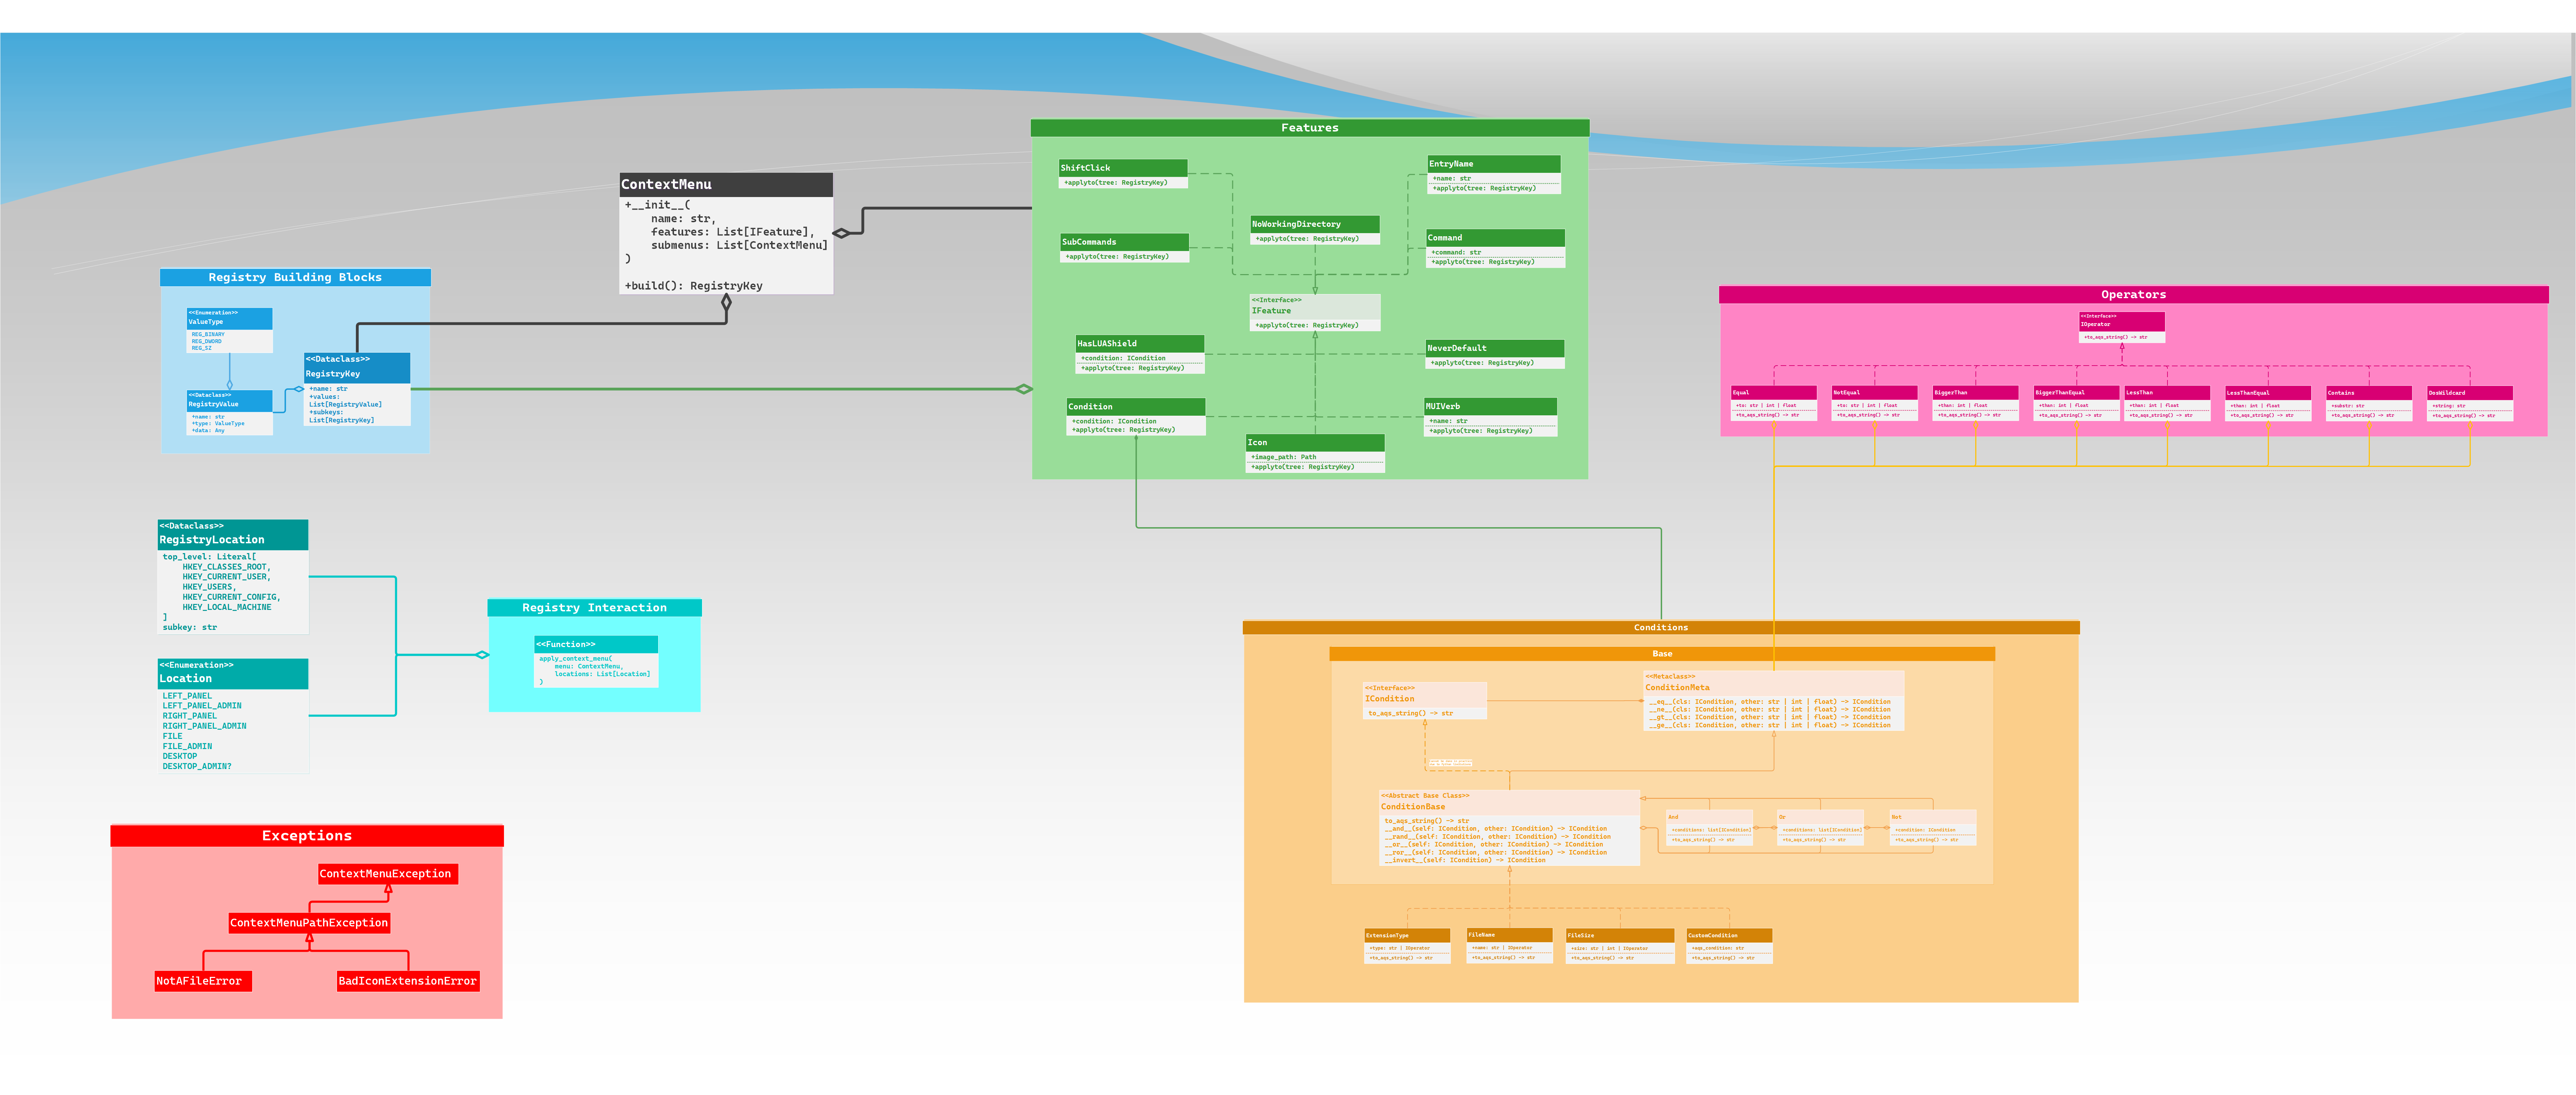 Features
ShiftClick
+applyto(tree: RegistryKey)
EntryName
+name: str
+applyto(tree: RegistryKey)
NoWorkingDirectory
+applyto(tree: RegistryKey)
SubCommands
+applyto(tree: RegistryKey)
Command
+command: str
+applyto(tree: RegistryKey)
<<Interface>>
IFeature
+applyto(tree: RegistryKey)
HasLUAShield
+condition: ICondition
+applyto(tree: RegistryKey)
NeverDefault
+applyto(tree: RegistryKey)
Condition
+condition: ICondition
+applyto(tree: RegistryKey)
MUIVerb
+name: str
+applyto(tree: RegistryKey)
Icon
+image_path: Path
+applyto(tree: RegistryKey)
ContextMenu
+__init__(
name: str,
features: List[IFeature],
submenus: List[ContextMenu]
)
+build(): RegistryKey
Registry Building Blocks
<<Enumeration>>
ValueType
REG_BINARY
REG_DWORD
REG_SZ
<<Dataclass>>
RegistryKey
+name: str
+values:
List[RegistryValue]
+subkeys:
List[RegistryKey]
<<Dataclass>>
RegistryValue
+name: str
+type: ValueType
+data: Any
Operators
<<Interface>>
IOperator
+to_aqs_string() -> str
Equal
+to: str | int | float
+to_aqs_string() -> str
NotEqual
+to: str | int | float
+to_aqs_string() -> str
BiggerThan
+than: int | float
+to_aqs_string() -> str
BiggerThanEqual
+than: int | float
+to_aqs_string() -> str
LessThan
+than: int | float
+to_aqs_string() -> str
LessThanEqual
+than: int | float
+to_aqs_string() -> str
Contains
+substr: str
+to_aqs_string() -> str
DosWildcard
+string: str
+to_aqs_string() -> str
<<Dataclass>>
RegistryLocation
top_level: Literal[
HKEY_CLASSES_ROOT,
HKEY_CURRENT_USER,
HKEY_USERS,
HKEY_CURRENT_CONFIG,
HKEY_LOCAL_MACHINE
]
subkey: str
<<Enumeration>>
Location
LEFT_PANEL
LEFT_PANEL_ADMIN
RIGHT_PANEL
RIGHT_PANEL_ADMIN
FILE
FILE_ADMIN
DESKTOP
DESKTOP_ADMIN?
Registry Interaction
<<Function>>
apply_context_menu(
menu: ContextMenu,
locations: List[Location]
)
Conditions
Base
<<Interface>>
ICondition
to_aqs_string() -> str
<<Metaclass>>
ConditionMeta
__eq__(cls: ICondition, other: str | int | float) -> ICondition
__ne__(cls: ICondition, other: str | int | float) -> ICondition
__gt__(cls: ICondition, other: str | int | float) -> ICondition
__ge__(cls: ICondition, other: str | int | float) -> ICondition
<<Abstract Base Class>>
ConditionBase
to_aqs_string() -> str
__and__(self: ICondition, other: ICondition) -> ICondition
__rand__(self: ICondition, other: ICondition) -> ICondition
__or__(self: ICondition, other: ICondition) -> ICondition
__ror__(self: ICondition, other: ICondition) -> ICondition
__invert__(self: ICondition) -> ICondition
And
+conditions: list[ICondition]
+to_aqs_string() -> str
Or
+conditions: list[ICondition]
+to_aqs_string() -> str
Not
+condition: ICondition
+to_aqs_string() -> str
ExtensionType
+type: str | IOperator
+to_aqs_string() -> str
FileName
+name: str | IOperator
+to_aqs_string() -> str
FileSize
+size: str | int | IOperator
+to_aqs_string() -> str
CustomCondition
+aqs_condition: str
+to_aqs_string() -> str
Exceptions
ContextMenuException
ContextMenuPathException
NotAFileError
BadIconExtensionError